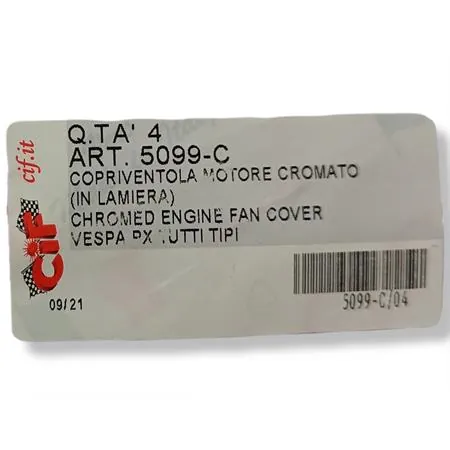 cif.it
CIF
Q.TA' 4
ART. 5099-C
COPRIVENTOLA MOTORE CROMATO
(IN LAMIERA)
CHROMED ENGINE FAN COVER
VESPA PX TUTTI TIPI
09/21
5099-C/04